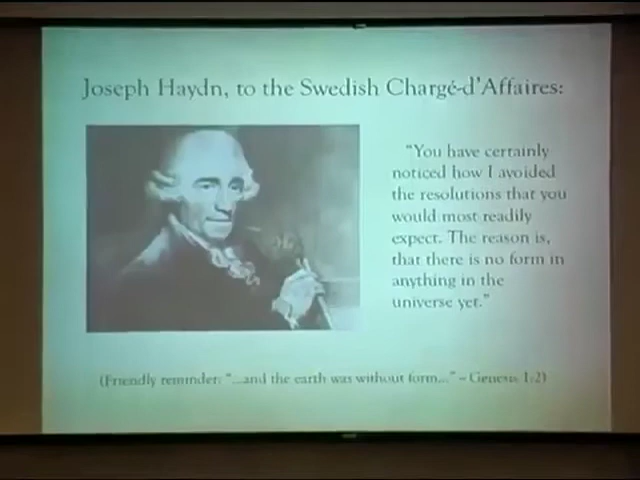 Joseph Haydn, to the Swedish Chargé-d'Affaires:
"You have certainly
noticed how I avoided
the resolutions that you
would most readily
expect. The reason is,
that there is no form in
anything in the
universe yet."
(Friendly reminder: "...and the earth was without form..." – Genesis 1:2)